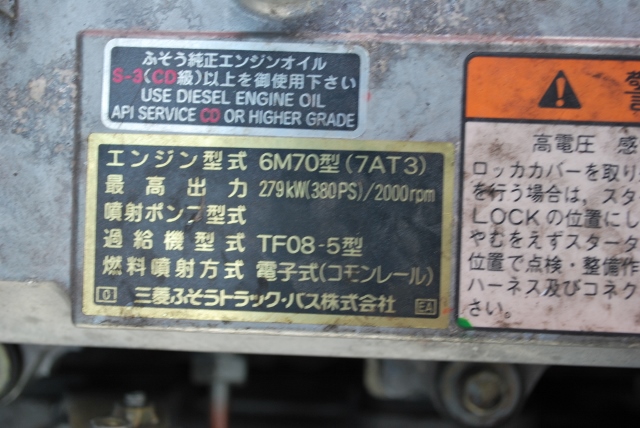 ふそう純正エンジンオイル
S-3(CD級)以上を御使用下さい
USE DIESEL ENGINE OIL
API SERVICE CD OR HIGHER GRADE
エンジン型式 6M70型(7AT3)
最高出力 279kW(380PS)/2000rpm
噴射ポンプ型式
過給機型式 TF08-5型
燃料噴射方式 電子式(コモンレール)
01 三菱ふそうトラック・バス株式会社 EA
高電圧 感
ロッカカバーを取り
を行う場合は、スタ
LOCKの位置にし
やむをえずスタータ
位置で点検・整備作
ハーネス及びコネク
さい。